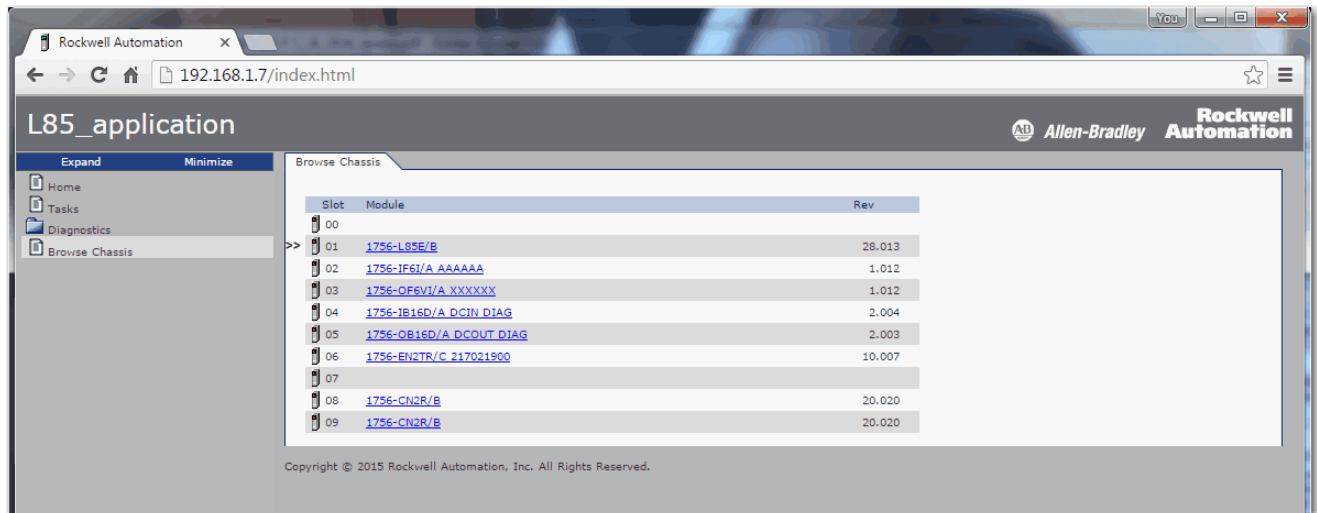 You
Rockwell Automation
192.168.1.7/index.html
L85_application
AB Allen-Bradley Rockwell Automation
Expand Minimize
Home
Tasks
Diagnostics
Browse Chassis
Browse Chassis
Slot Module Rev
00
>> 01 1756-L85E/B 28.013
02 1756-IF6I/A AAAAAA 1.012
03 1756-OF6VI/A XXXXXX 1.012
04 1756-IB16D/A DCIN DIAG 2.004
05 1756-OB16D/A DCOUT DIAG 2.003
06 1756-EN2TR/C 217021900 10.007
07
08 1756-CN2R/B 20.020
09 1756-CN2R/B 20.020
Copyright © 2015 Rockwell Automation, Inc. All Rights Reserved.